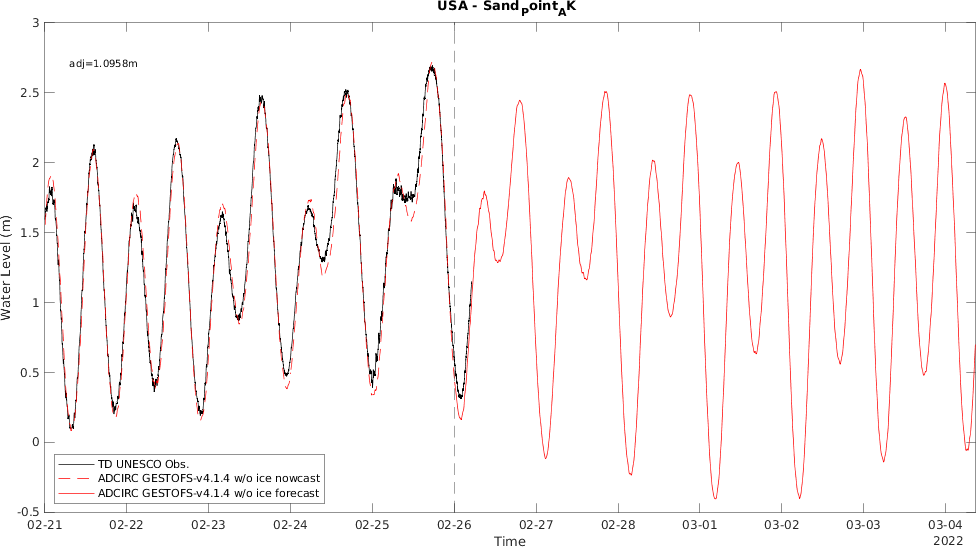 USA - SandPointAK
3
2.5
2
1.5
1
0.5
0
-0.5
Water Level (m)
adj=1.0958m
TD UNESCO Obs.
ADCIRC GESTOFS-v4.1.4 w/o ice nowcast
ADCIRC GESTOFS-v4.1.4 w/o ice forecast
02-21 02-22 02-23 02-24 02-25 02-26 02-27 02-28 03-01 03-02 03-03 03-04
Time
2022